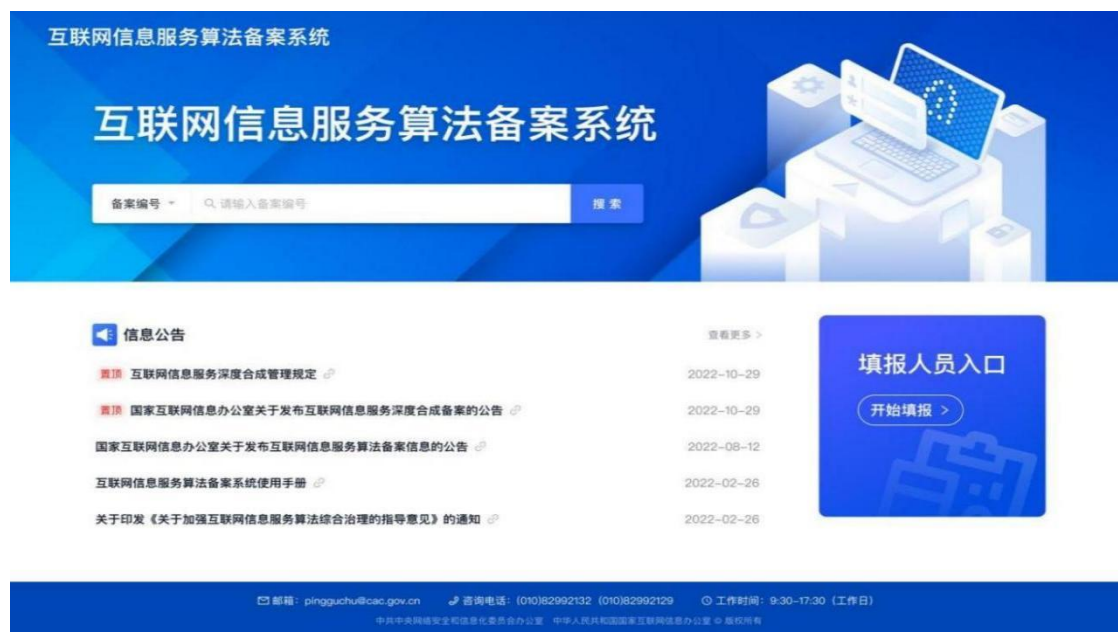 互联网信息服务算法备案系统
互联网信息服务算法备案系统
备案编号 请输入备案编号 搜索
信息公告 查看更多 >
置顶 互联网信息服务深度合成管理规定 2022-10-29
置顶 国家互联网信息办公室关于发布互联网信息服务深度合成备案的公告 2022-10-29
国家互联网信息办公室关于发布互联网信息服务算法备案信息的公告 2022-08-12
互联网信息服务算法备案系统使用手册 2022-02-26
关于印发《关于加强互联网信息服务算法综合治理的指导意见》的通知 2022-02-26
填报人员入口
开始填报 >
邮箱：pingguchu@cac.gov.cn 咨询电话：(010)82992132 (010)82992129 工作时间：9:30-17:30（工作日）
中共中央网络安全和信息化委员会办公室 中华人民共和国国家互联网信息办公室 © 版权所有